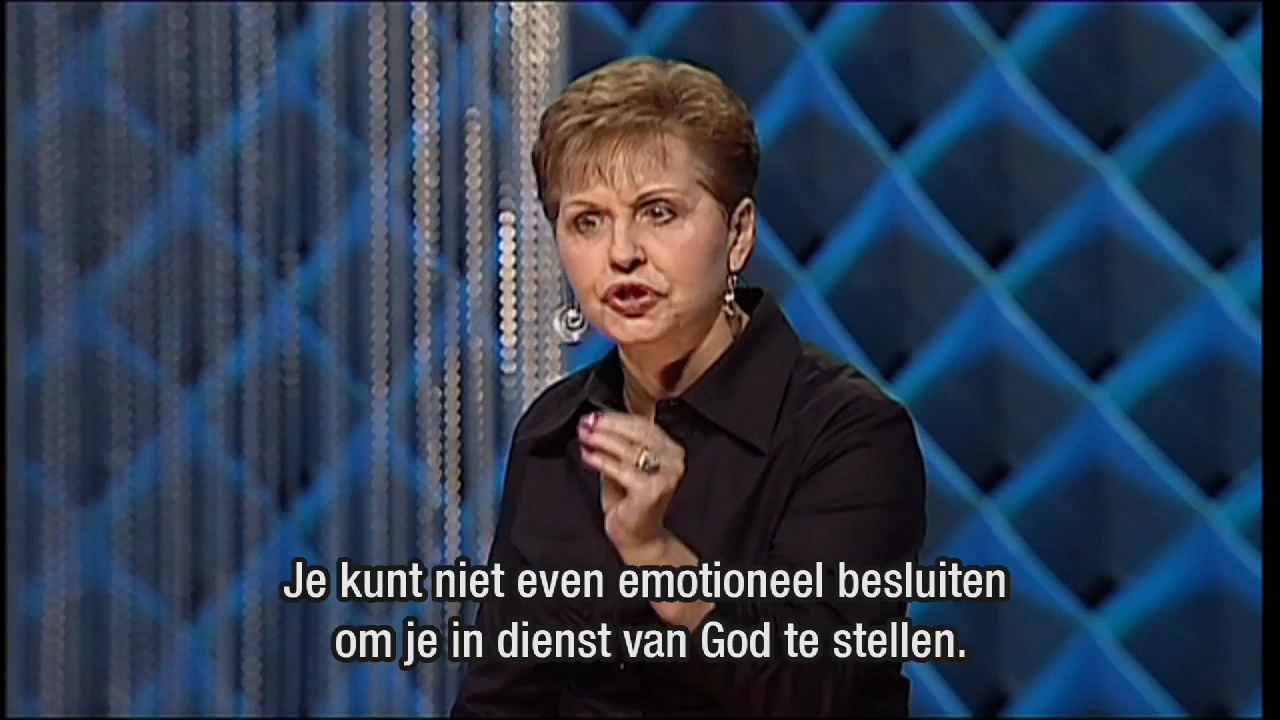 Je kunt niet even emotioneel besluiten
om je in dienst van God te stellen.